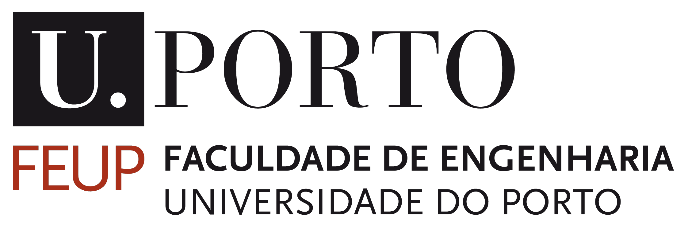 U. PORTO
FEUP FACULDADE DE ENGENHARIA
UNIVERSIDADE DO PORTO